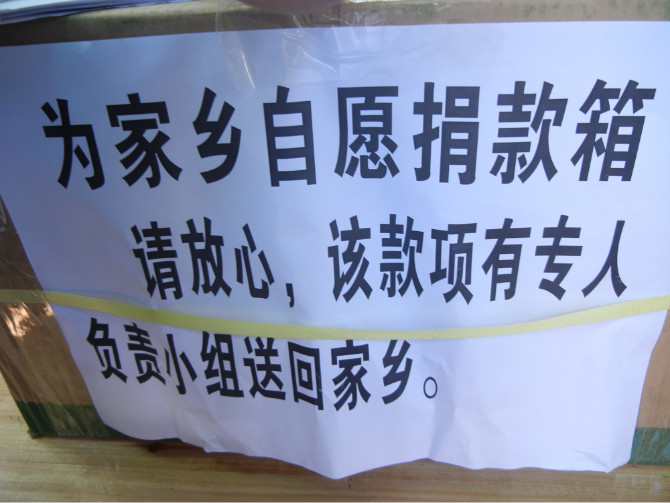 为家乡自愿捐款箱
请放心，该款项有专人
负责小组送回家乡。